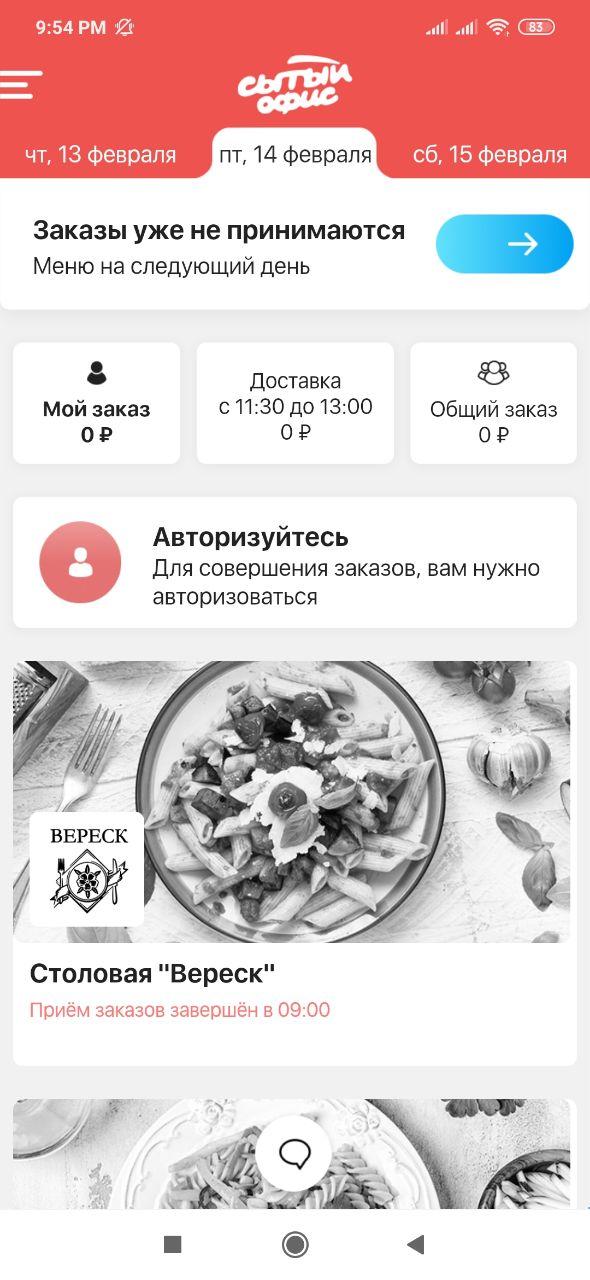 9:54 PM
83
сытый
офис
чт, 13 февраля
пт, 14 февраля
сб, 15 февраля
Заказы уже не принимаются
Меню на следующий день
Мой заказ
0 ₽
Доставка
с 11:30 до 13:00
0 ₽
Общий заказ
0 ₽
Авторизуйтесь
Для совершения заказов, вам нужно
авторизоваться
ВЕРЕСК
Столовая "Вереск"
Приём заказов завершён в 09:00